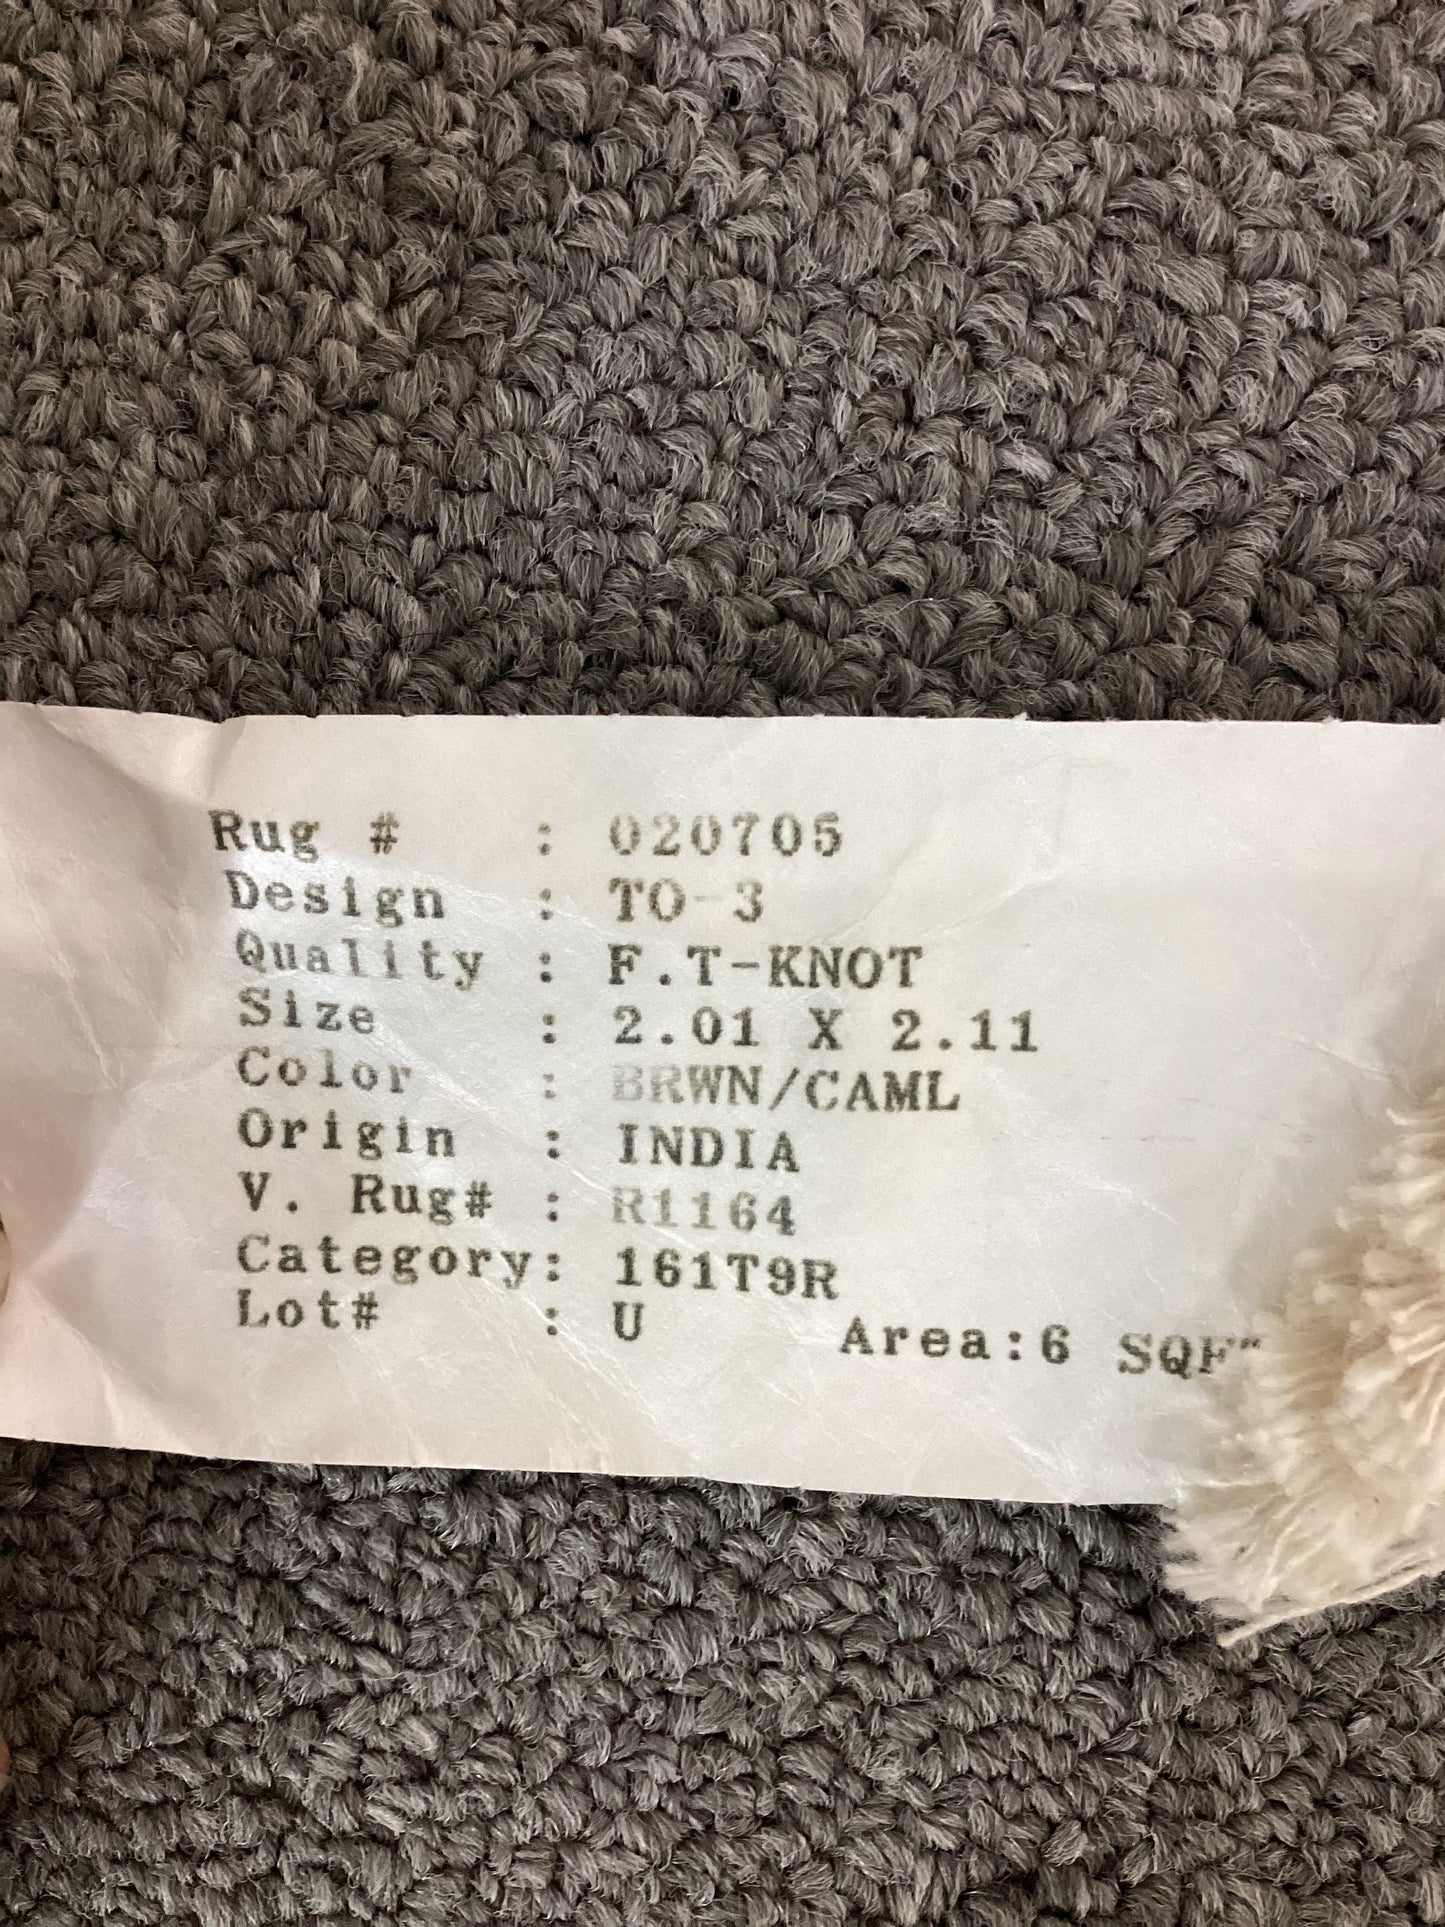 Rug # : 020705
Design : TO-3
Quality : F.T-KNOT
Size : 2.01 X 2.11
Color : BRWN/CAML
Origin : INDIA
V. Rug# : R1164
Category: 161T9R
Lot# : U Area:6 SQF